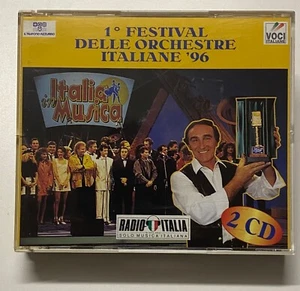 1° FESTIVAL
DELLE ORCHESTRE
ITALIANE '96
VOCI
ITALIANE
Italia
Musica
RADIO ITALIA
SOLO MUSICA ITALIANA
2 CD